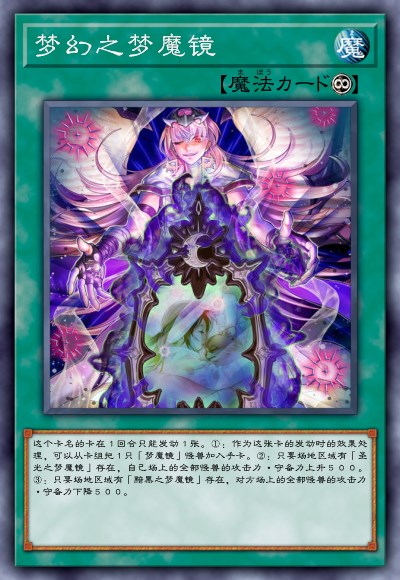 梦幻之梦魔镜
魔
【魔法カード】
まほう
这个卡名的卡在1回合只能发动1张。①：作为这张卡的发动时的效果处
理，可以从卡组把1只「梦魔镜」怪兽加入手卡。②：只要场地区域有「圣
光之梦魔镜」存在，自己场上的全部怪兽的攻击力・守备力上升500。
③：只要场地区域有「黯黑之梦魔镜」存在，对方场上的全部怪兽的攻击力
・守备力下降500。